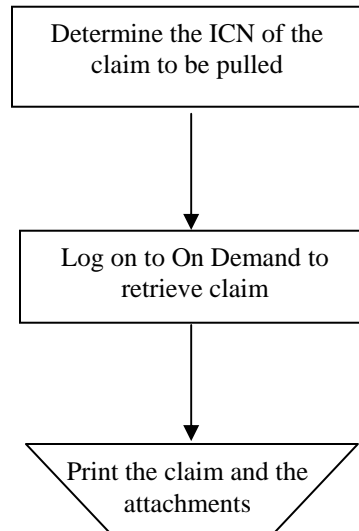 Determine the ICN of the
claim to be pulled
Log on to On Demand to
retrieve claim
Print the claim and the
attachments